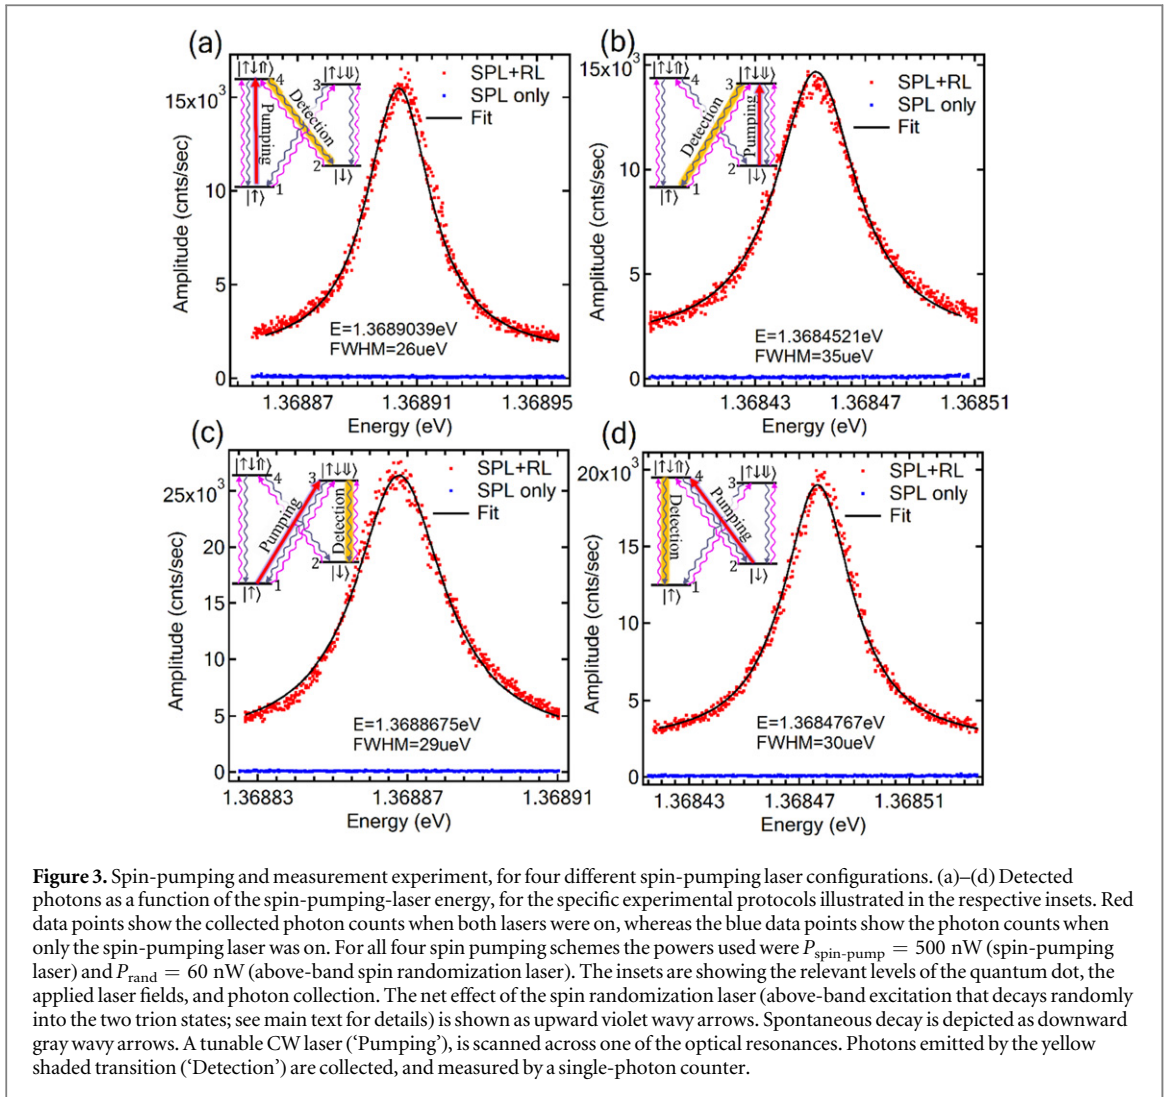 (a)
|↑↓⇑⟩
4
3
|↑↓⇓⟩
Pumping
Detection
2
|↓⟩
1
|↑⟩
SPL+RL
SPL only
Fit
15x10³
10
5
0
Amplitude (cnts/sec)
E=1.3689039eV
FWHM=26ueV
1.36887
1.36891
1.36895
Energy (eV)
(b)
|↑↓⇑⟩
4
3
|↑↓⇓⟩
Detection
Pumping
2
|↓⟩
1
|↑⟩
SPL+RL
SPL only
Fit
15x10³
10
5
0
Amplitude (cnts/sec)
E=1.3684521eV
FWHM=35ueV
1.36843
1.36847
1.36851
Energy (eV)
(c)
|↑↓⇑⟩
4
3
|↑↓⇓⟩
Pumping
Detection
2
|↓⟩
1
|↑⟩
SPL+RL
SPL only
Fit
25x10³
20
15
10
5
0
Amplitude (cnts/sec)
E=1.3688675eV
FWHM=29ueV
1.36883
1.36887
1.36891
Energy (eV)
(d)
|↑↓⇑⟩
4
3
|↑↓⇓⟩
Detection
Pumping
2
|↓⟩
1
|↑⟩
SPL+RL
SPL only
Fit
20x10³
15
10
5
0
Amplitude (cnts/sec)
E=1.3684767eV
FWHM=30ueV
1.36843
1.36847
1.36851
Energy (eV)
Figure 3. Spin-pumping and measurement experiment, for four different spin-pumping laser configurations. (a)–(d) Detected
photons as a function of the spin-pumping-laser energy, for the specific experimental protocols illustrated in the respective insets. Red
data points show the collected photon counts when both lasers were on, whereas the blue data points show the photon counts when
only the spin-pumping laser was on. For all four spin pumping schemes the powers used were P_spin-pump = 500 nW (spin-pumping
laser) and P_rand = 60 nW (above-band spin randomization laser). The insets are showing the relevant levels of the quantum dot, the
applied laser fields, and photon collection. The net effect of the spin randomization laser (above-band excitation that decays randomly
into the two trion states; see main text for details) is shown as upward violet wavy arrows. Spontaneous decay is depicted as downward
gray wavy arrows. A tunable CW laser (‘Pumping’), is scanned across one of the optical resonances. Photons emitted by the yellow
shaded transition (‘Detection’) are collected, and measured by a single-photon counter.